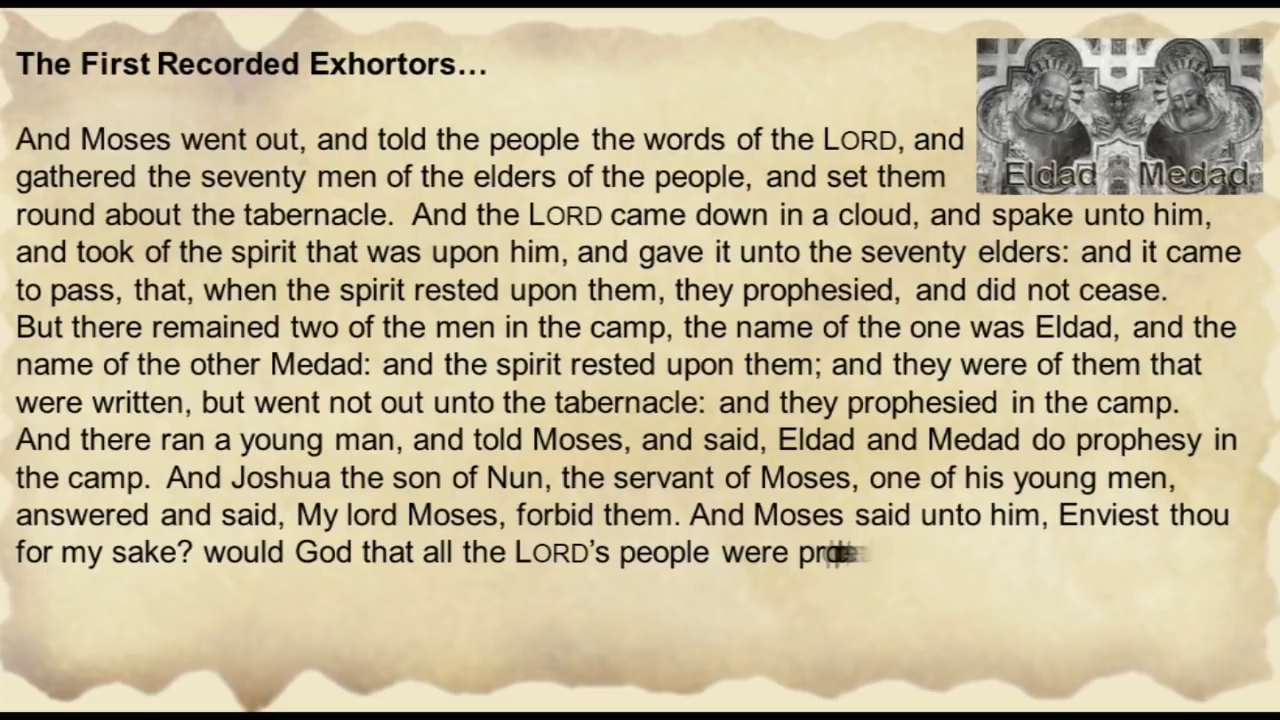 The First Recorded Exhortors…
And Moses went out, and told the people the words of the LORD, and
gathered the seventy men of the elders of the people, and set them
round about the tabernacle. And the LORD came down in a cloud, and spake unto him,
and took of the spirit that was upon him, and gave it unto the seventy elders: and it came
to pass, that, when the spirit rested upon them, they prophesied, and did not cease.
But there remained two of the men in the camp, the name of the one was Eldad, and the
name of the other Medad: and the spirit rested upon them; and they were of them that
were written, but went not out unto the tabernacle: and they prophesied in the camp.
And there ran a young man, and told Moses, and said, Eldad and Medad do prophesy in
the camp. And Joshua the son of Nun, the servant of Moses, one of his young men,
answered and said, My lord Moses, forbid them. And Moses said unto him, Enviest thou
for my sake? would God that all the LORD’s people were
Eldad Medad